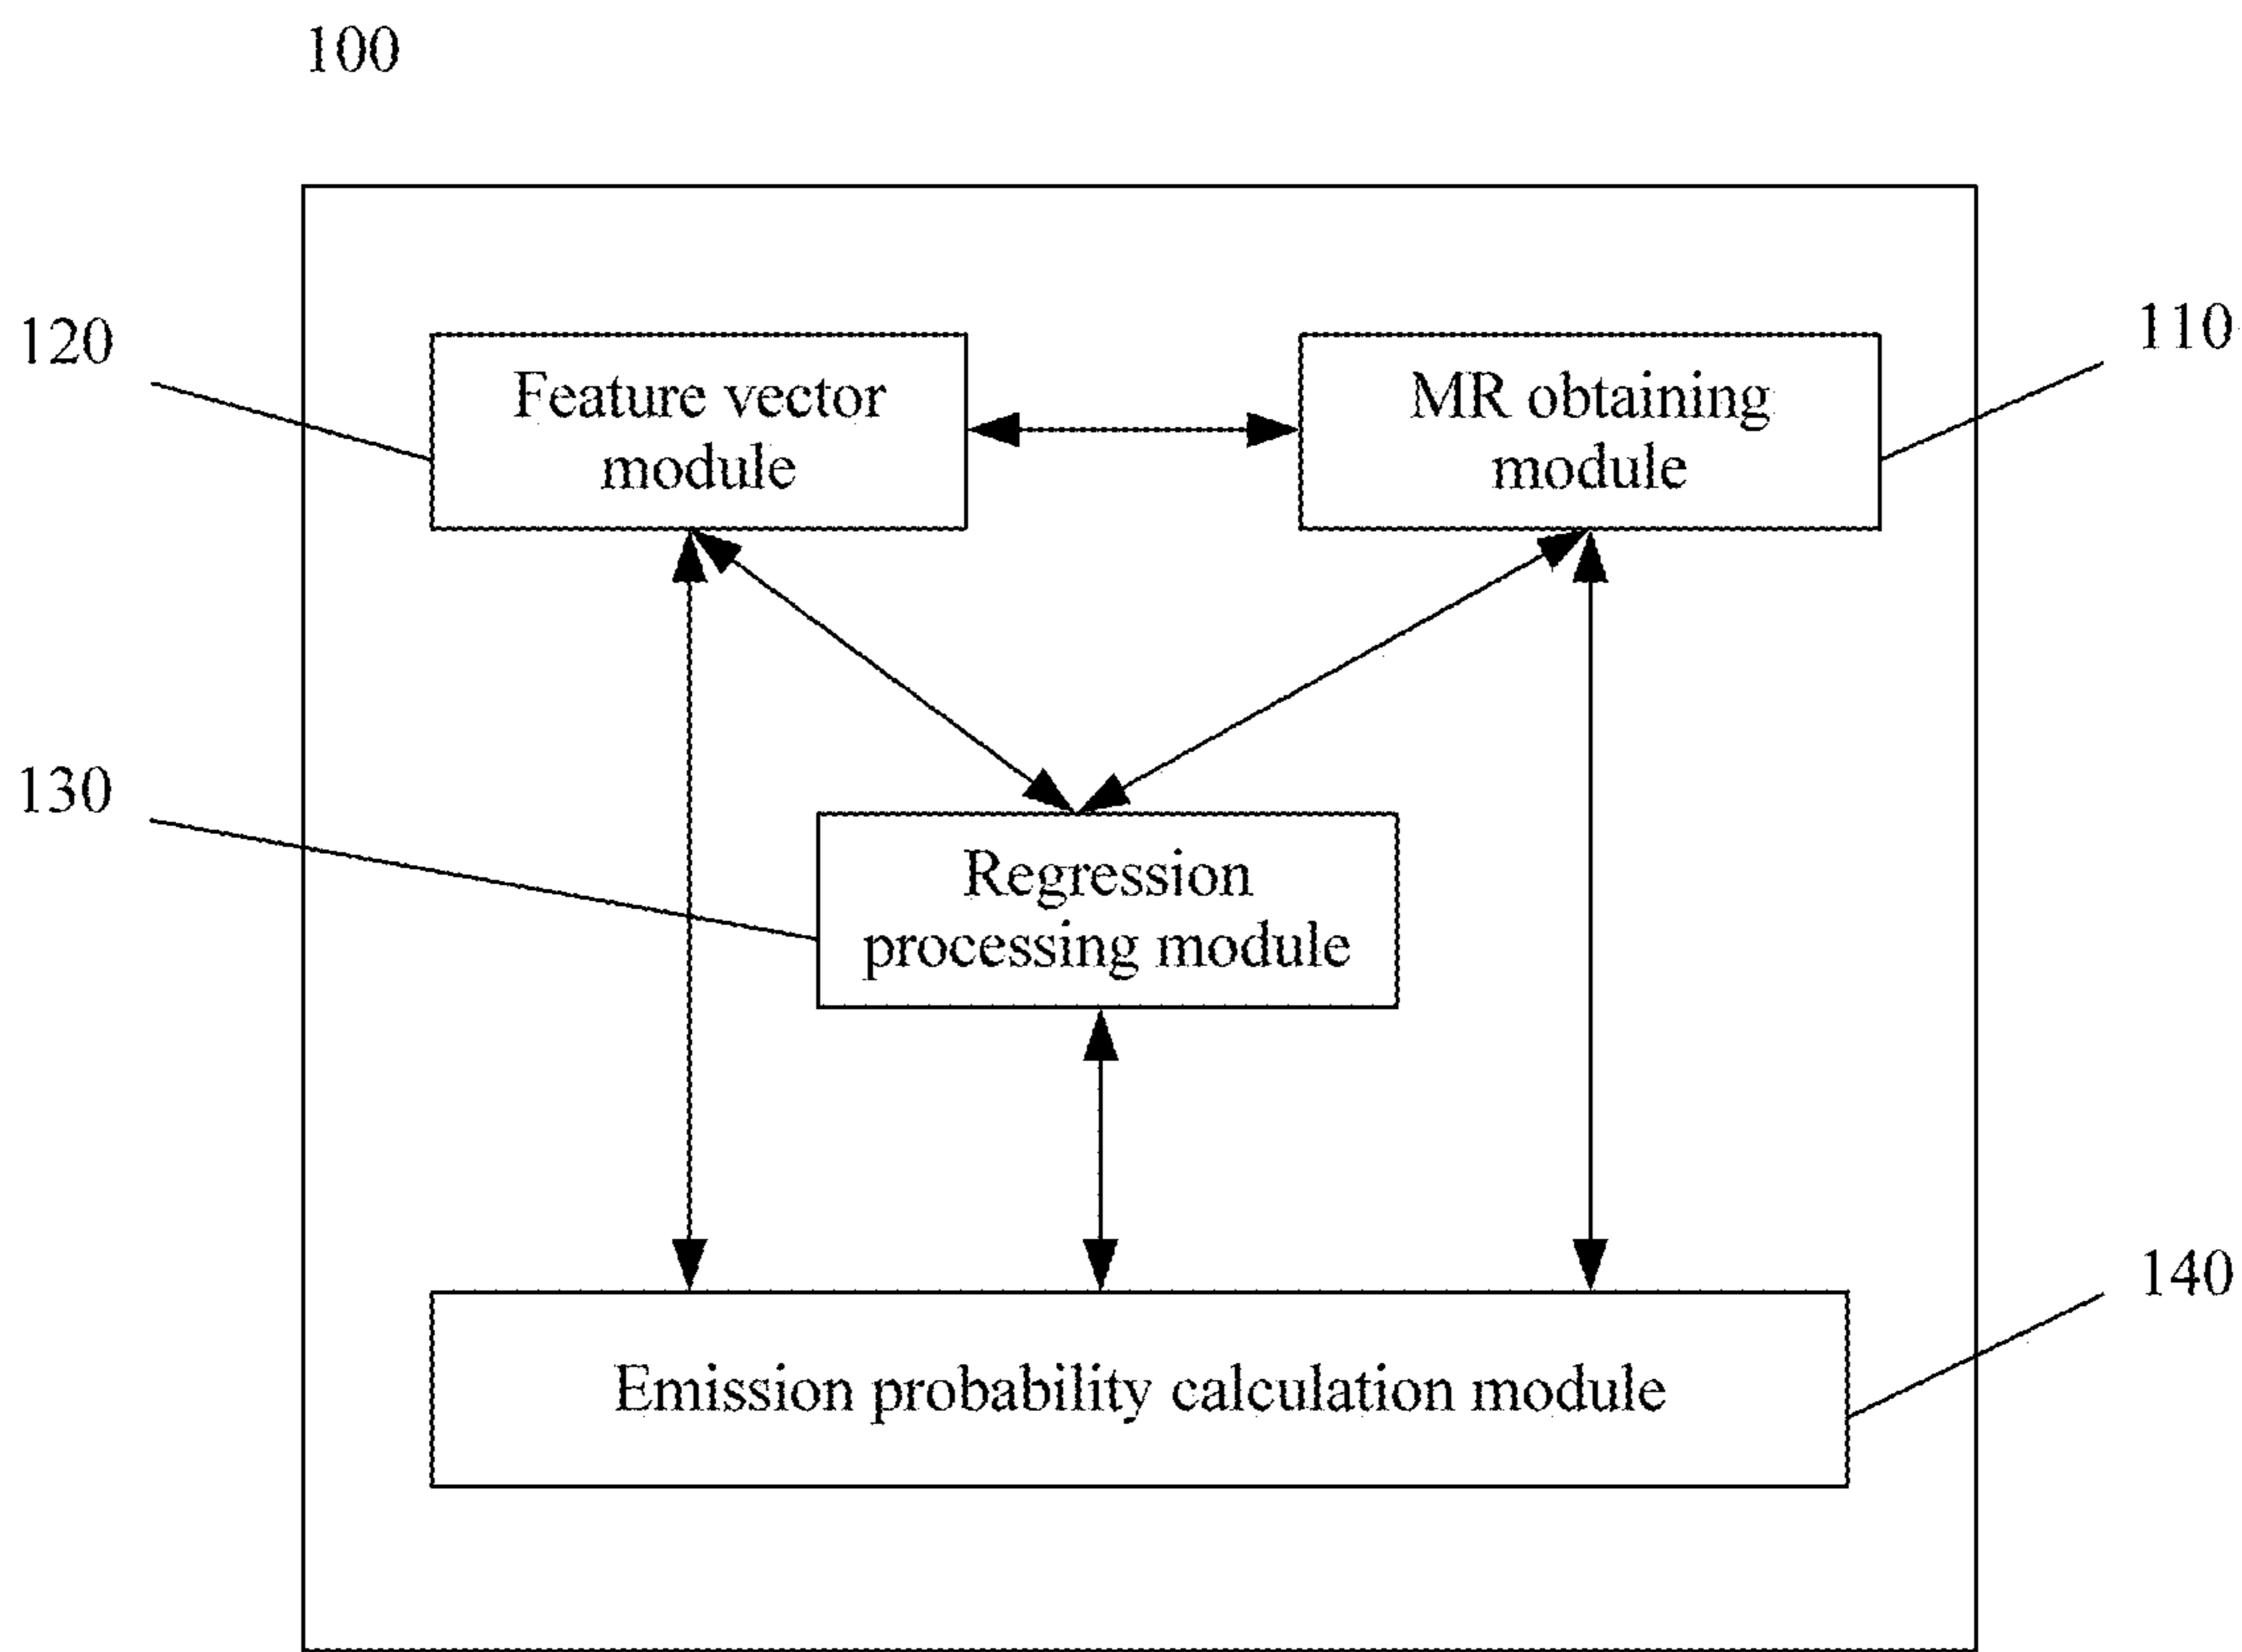 100
120
Feature vector
module
MR obtaining
module
110
130
Regression
processing module
140
Emission probability calculation module